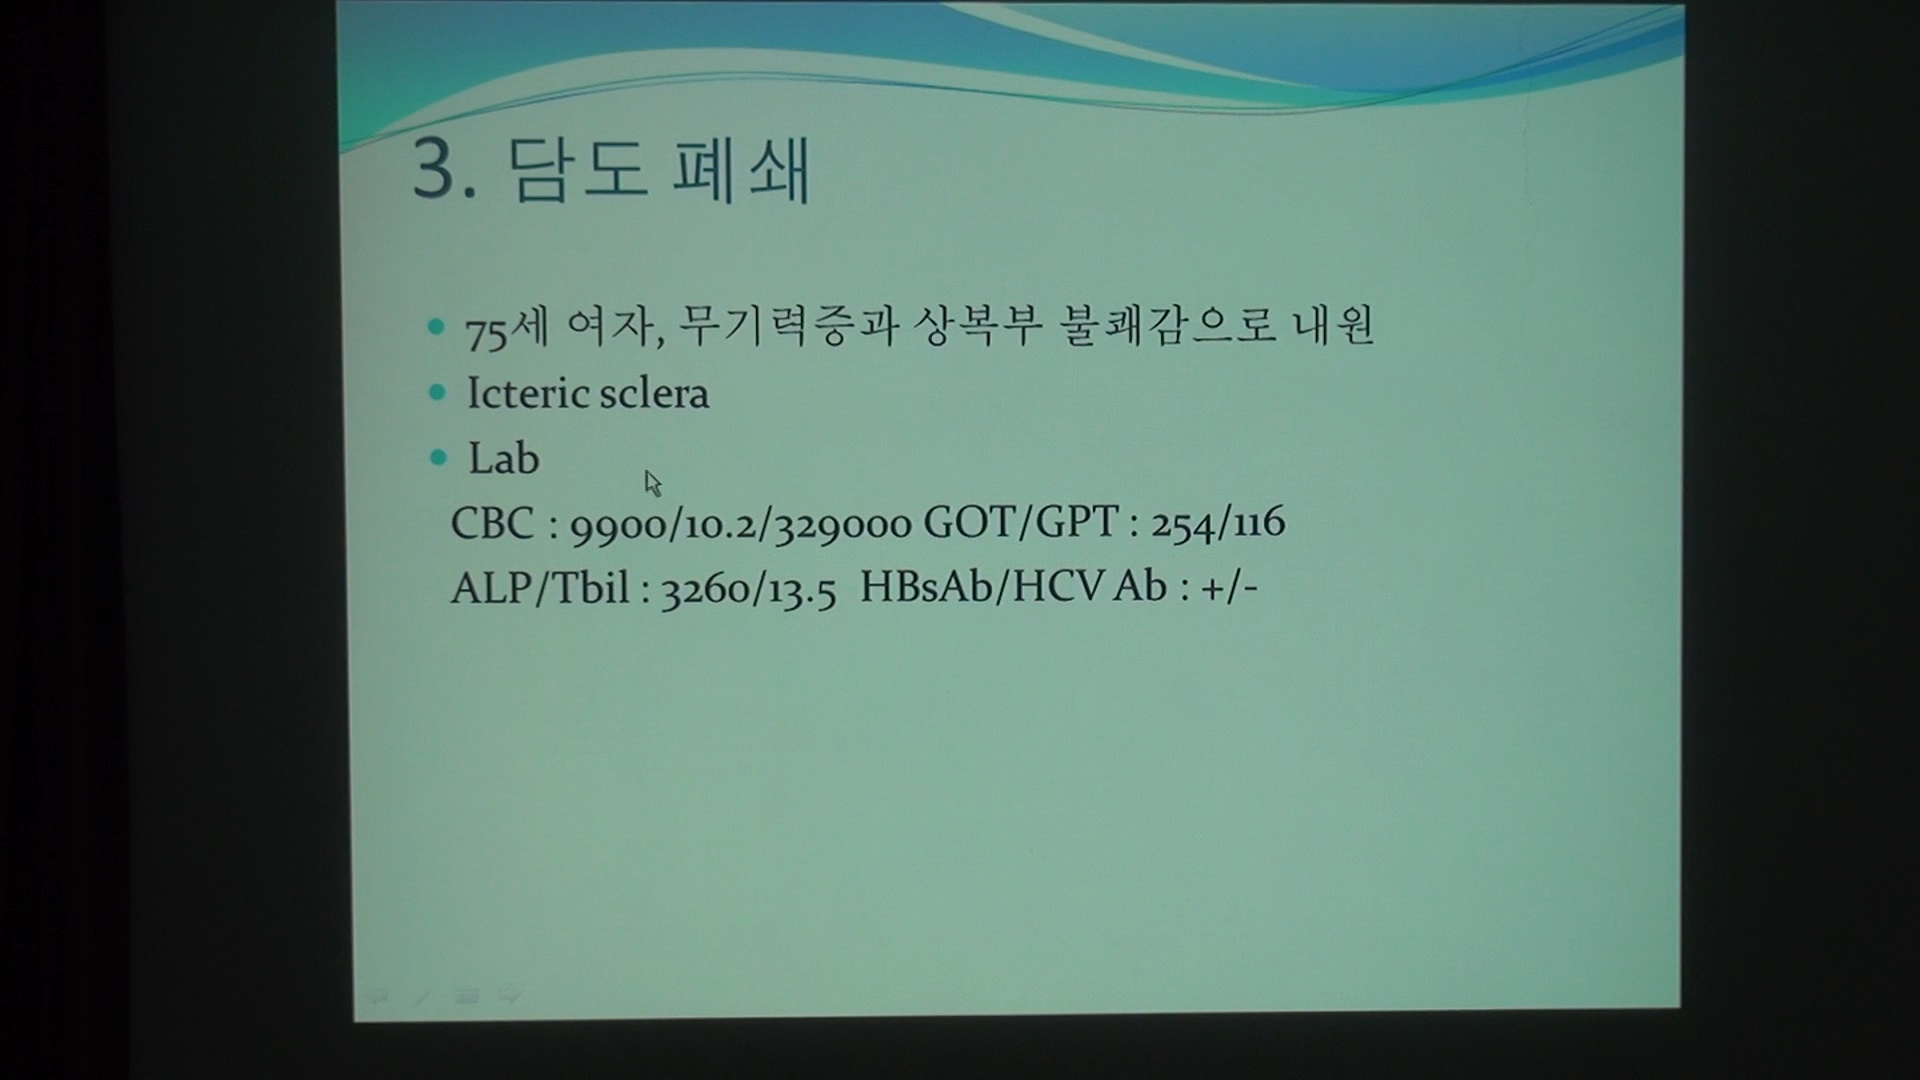 3. 담도 폐쇄
75세 여자, 무기력증과 상복부 불쾌감으로 내원
Icteric sclera
Lab
CBC : 9900/10.2/329000 GOT/GPT : 254/116
ALP/Tbil : 3260/13.5 HBsAb/HCV Ab : +/-